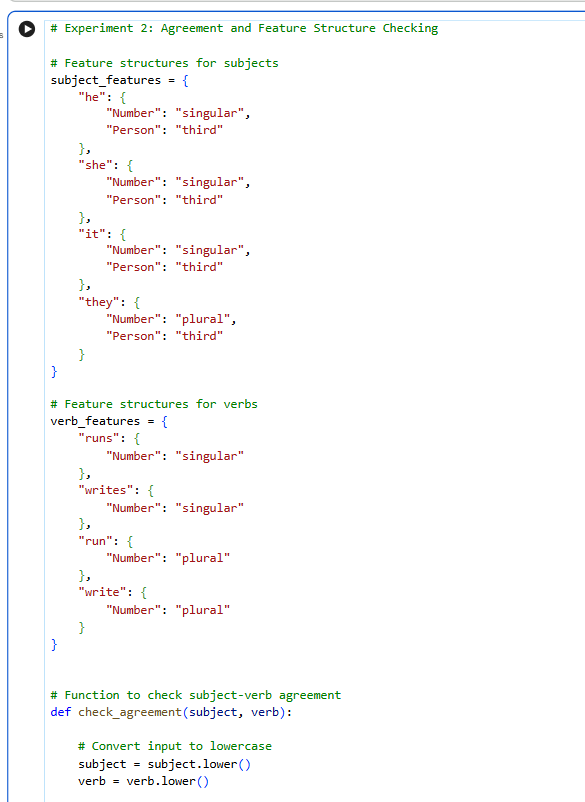 s
# Experiment 2: Agreement and Feature Structure Checking
# Feature structures for subjects
subject_features = {
    "he": {
        "Number": "singular",
        "Person": "third"
    },
    "she": {
        "Number": "singular",
        "Person": "third"
    },
    "it": {
        "Number": "singular",
        "Person": "third"
    },
    "they": {
        "Number": "plural",
        "Person": "third"
    }
}
# Feature structures for verbs
verb_features = {
    "runs": {
        "Number": "singular"
    },
    "writes": {
        "Number": "singular"
    },
    "run": {
        "Number": "plural"
    },
    "write": {
        "Number": "plural"
    }
}
# Function to check subject-verb agreement
def check_agreement(subject, verb):
    # Convert input to lowercase
    subject = subject.lower()
    verb = verb.lower()